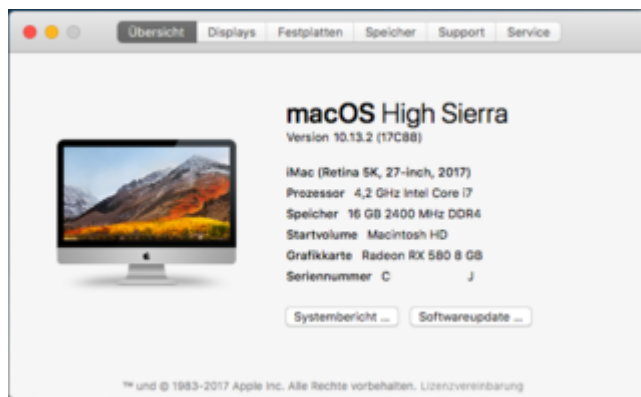 Übersicht Displays Festplatten Speicher Support Service
macOS High Sierra
Version 10.13.2 (17C88)
iMac (Retina 5K, 27-inch, 2017)
Prozessor 4,2 GHz Intel Core i7
Speicher 16 GB 2400 MHz DDR4
Startvolume Macintosh HD
Grafikkarte Radeon RX 580 8 GB
Seriennummer C J
Systembericht ... Softwareupdate ...
™ und © 1983-2017 Apple Inc. Alle Rechte vorbehalten. Lizenzvereinbarung